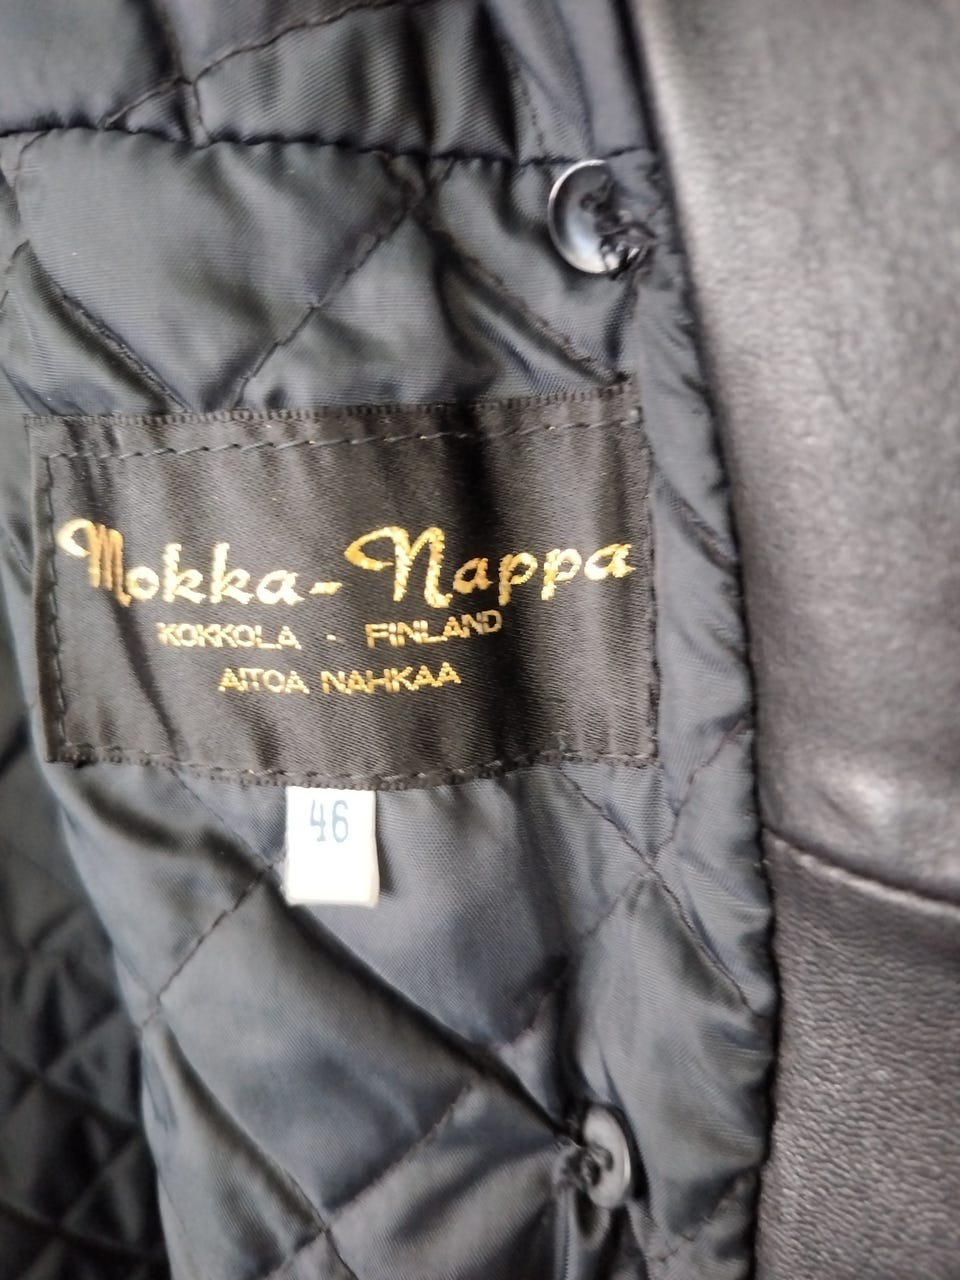 Mokka-Nappa
KOKKOLA - FINLAND
AITOA NAHKAA
46